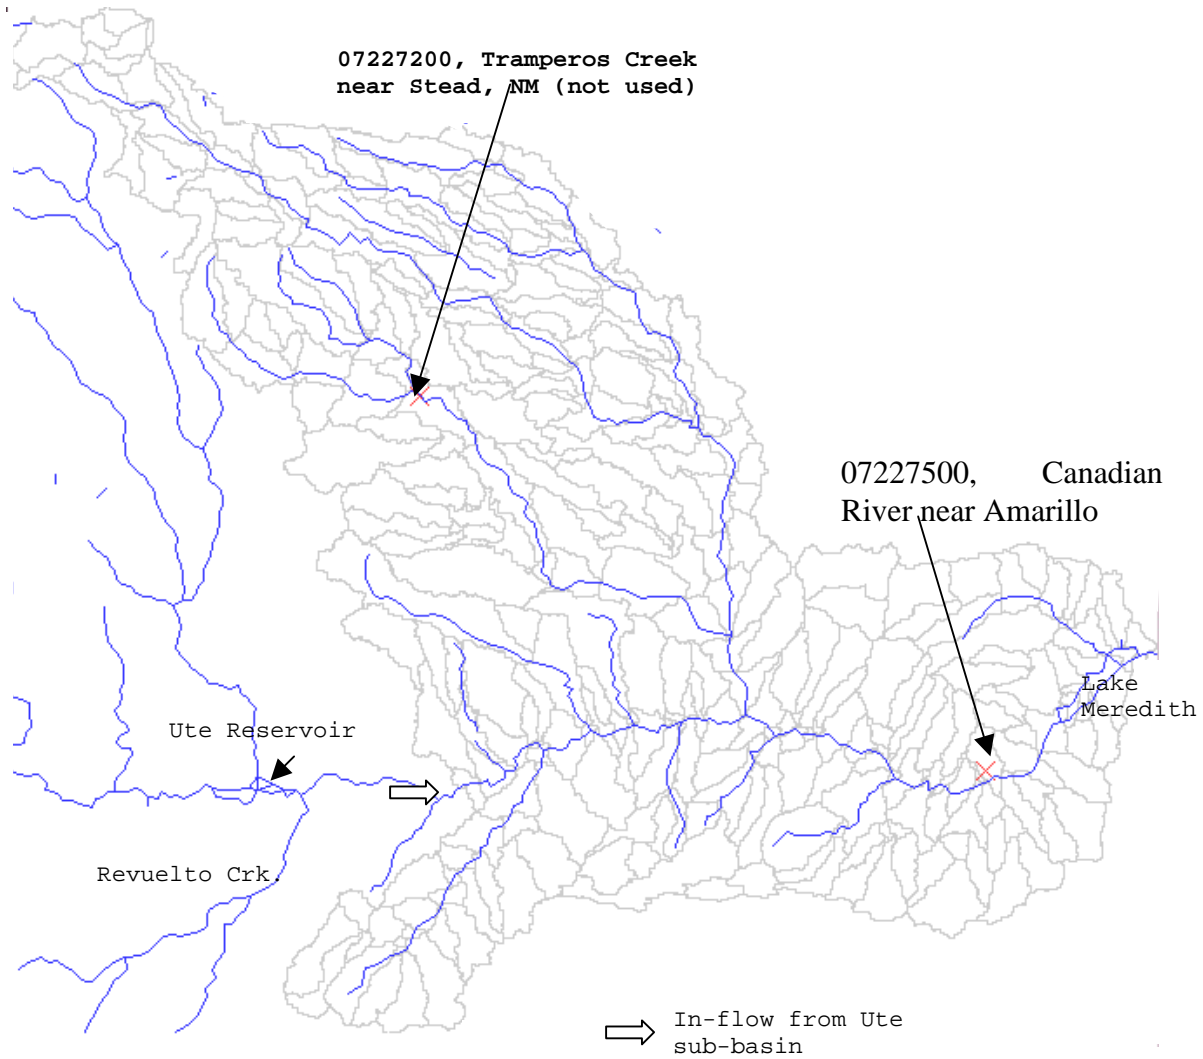 07227200, Tramperos Creek
near Stead, NM (not used)
07227500, Canadian
River near Amarillo
Lake
Meredith
Ute Reservoir
Revuelto Crk.
In-flow from Ute
sub-basin